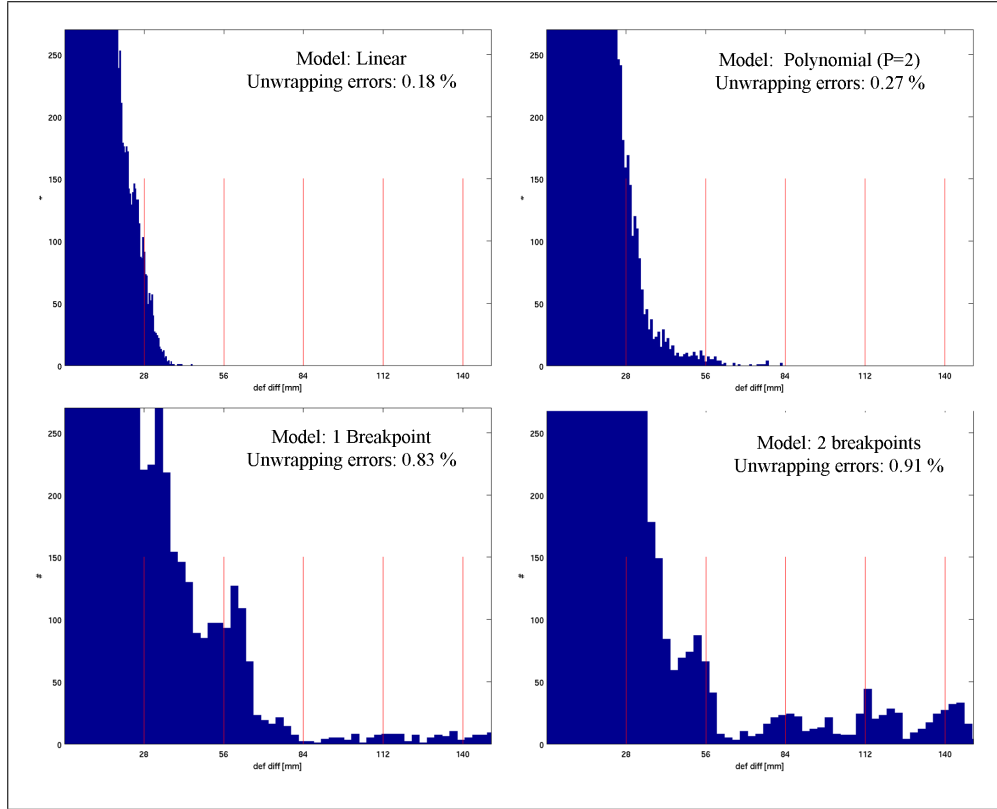 250
200
150
100
50
0
Model: Linear
Unwrapping errors: 0.18 %
28 56 84 112 140
def diff [mm]
250
200
150
100
50
0
Model: Polynomial (P=2)
Unwrapping errors: 0.27 %
28 56 84 112 140
def diff [mm]
250
200
150
100
50
0
#
Model: 1 Breakpoint
Unwrapping errors: 0.83 %
28 56 84 112 140
def diff [mm]
250
200
150
100
50
0
#
Model: 2 breakpoints
Unwrapping errors: 0.91 %
28 56 84 112 140
def diff [mm]